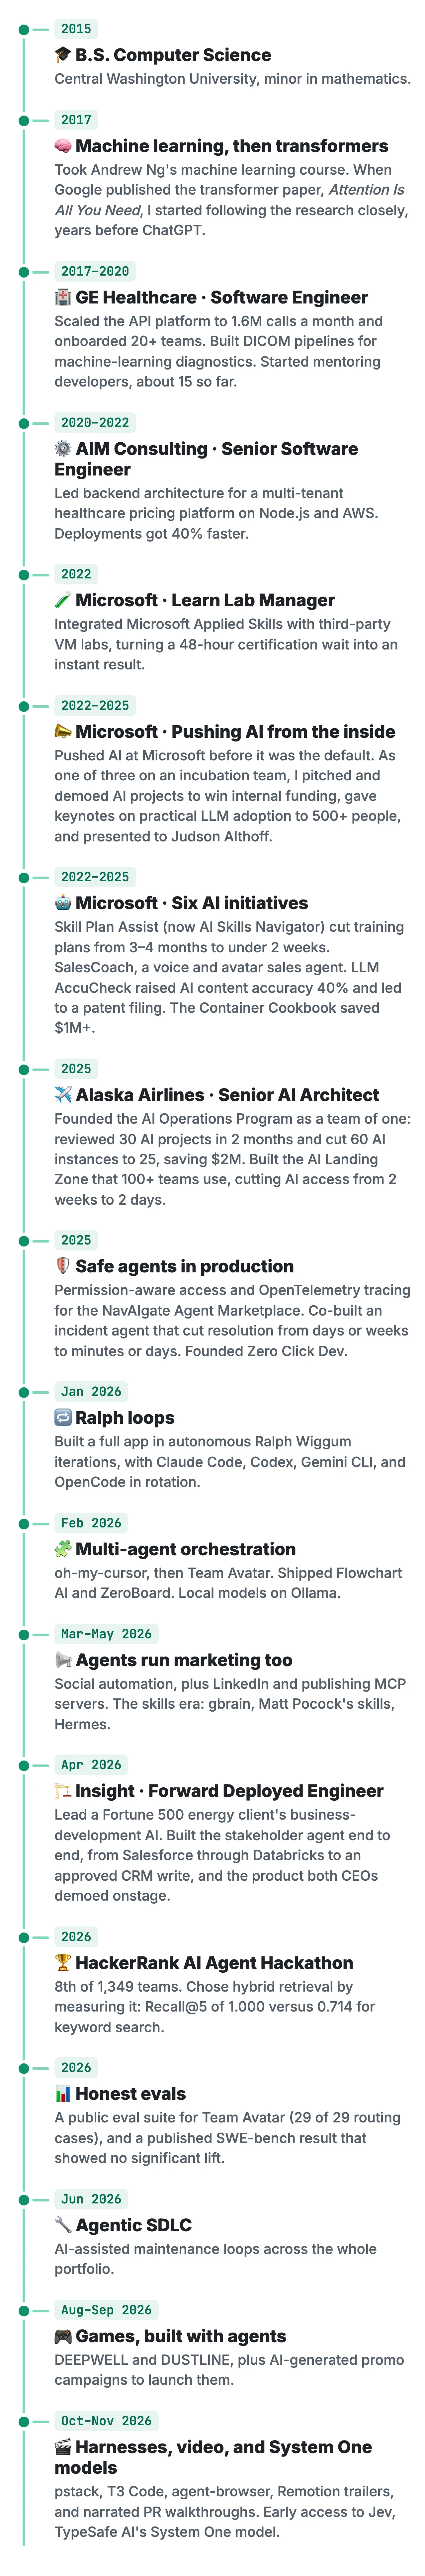 2015
B.S. Computer Science
Central Washington University, minor in mathematics.
2017
Machine learning, then transformers
Took Andrew Ng's machine learning course. When
Google published the transformer paper, Attention Is
All You Need, I started following the research closely,
years before ChatGPT.
2017–2020
GE Healthcare · Software Engineer
Scaled the API platform to 1.6M calls a month and
onboarded 20+ teams. Built DICOM pipelines for
machine-learning diagnostics. Started mentoring
developers, about 15 so far.
2020–2022
AIM Consulting · Senior Software
Engineer
Led backend architecture for a multi-tenant
healthcare pricing platform on Node.js and AWS.
Deployments got 40% faster.
2022
Microsoft · Learn Lab Manager
Integrated Microsoft Applied Skills with third-party
VM labs, turning a 48-hour certification wait into an
instant result.
2022–2025
Microsoft · Pushing AI from the inside
Pushed AI at Microsoft before it was the default. As
one of three on an incubation team, I pitched and
demoed AI projects to win internal funding, gave
keynotes on practical LLM adoption to 500+ people,
and presented to Judson Althoff.
2022–2025
Microsoft · Six AI initiatives
Skill Plan Assist (now AI Skills Navigator) cut training
plans from 3–4 months to under 2 weeks.
SalesCoach, a voice and avatar sales agent. LLM
AccuCheck raised AI content accuracy 40% and led
to a patent filing. The Container Cookbook saved
$1M+.
2025
Alaska Airlines · Senior AI Architect
Founded the AI Operations Program as a team of one:
reviewed 30 AI projects in 2 months and cut 60 AI
instances to 25, saving $2M. Built the AI Landing
Zone that 100+ teams use, cutting AI access from 2
weeks to 2 days.
2025
Safe agents in production
Permission-aware access and OpenTelemetry tracing
for the NavAIgate Agent Marketplace. Co-built an
incident agent that cut resolution from days or weeks
to minutes or days. Founded Zero Click Dev.
Jan 2026
Ralph loops
Built a full app in autonomous Ralph Wiggum
iterations, with Claude Code, Codex, Gemini CLI, and
OpenCode in rotation.
Feb 2026
Multi-agent orchestration
oh-my-cursor, then Team Avatar. Shipped Flowchart
AI and ZeroBoard. Local models on Ollama.
Mar–May 2026
Agents run marketing too
Social automation, plus LinkedIn and publishing MCP
servers. The skills era: gbrain, Matt Pocock's skills,
Hermes.
Apr 2026
Insight · Forward Deployed Engineer
Lead a Fortune 500 energy client's business-
development AI. Built the stakeholder agent end to
end, from Salesforce through Databricks to an
approved CRM write, and the product both CEOs
demoed onstage.
2026
HackerRank AI Agent Hackathon
8th of 1,349 teams. Chose hybrid retrieval by
measuring it: Recall@5 of 1.000 versus 0.714 for
keyword search.
2026
Honest evals
A public eval suite for Team Avatar (29 of 29 routing
cases), and a published SWE-bench result that
showed no significant lift.
Jun 2026
Agentic SDLC
AI-assisted maintenance loops across the whole
portfolio.
Aug–Sep 2026
Games, built with agents
DEEPWELL and DUSTLINE, plus AI-generated promo
campaigns to launch them.
Oct–Nov 2026
Harnesses, video, and System One
models
pstack, T3 Code, agent-browser, Remotion trailers,
and narrated PR walkthroughs. Early access to Jev,
TypeSafe AI's System One model.